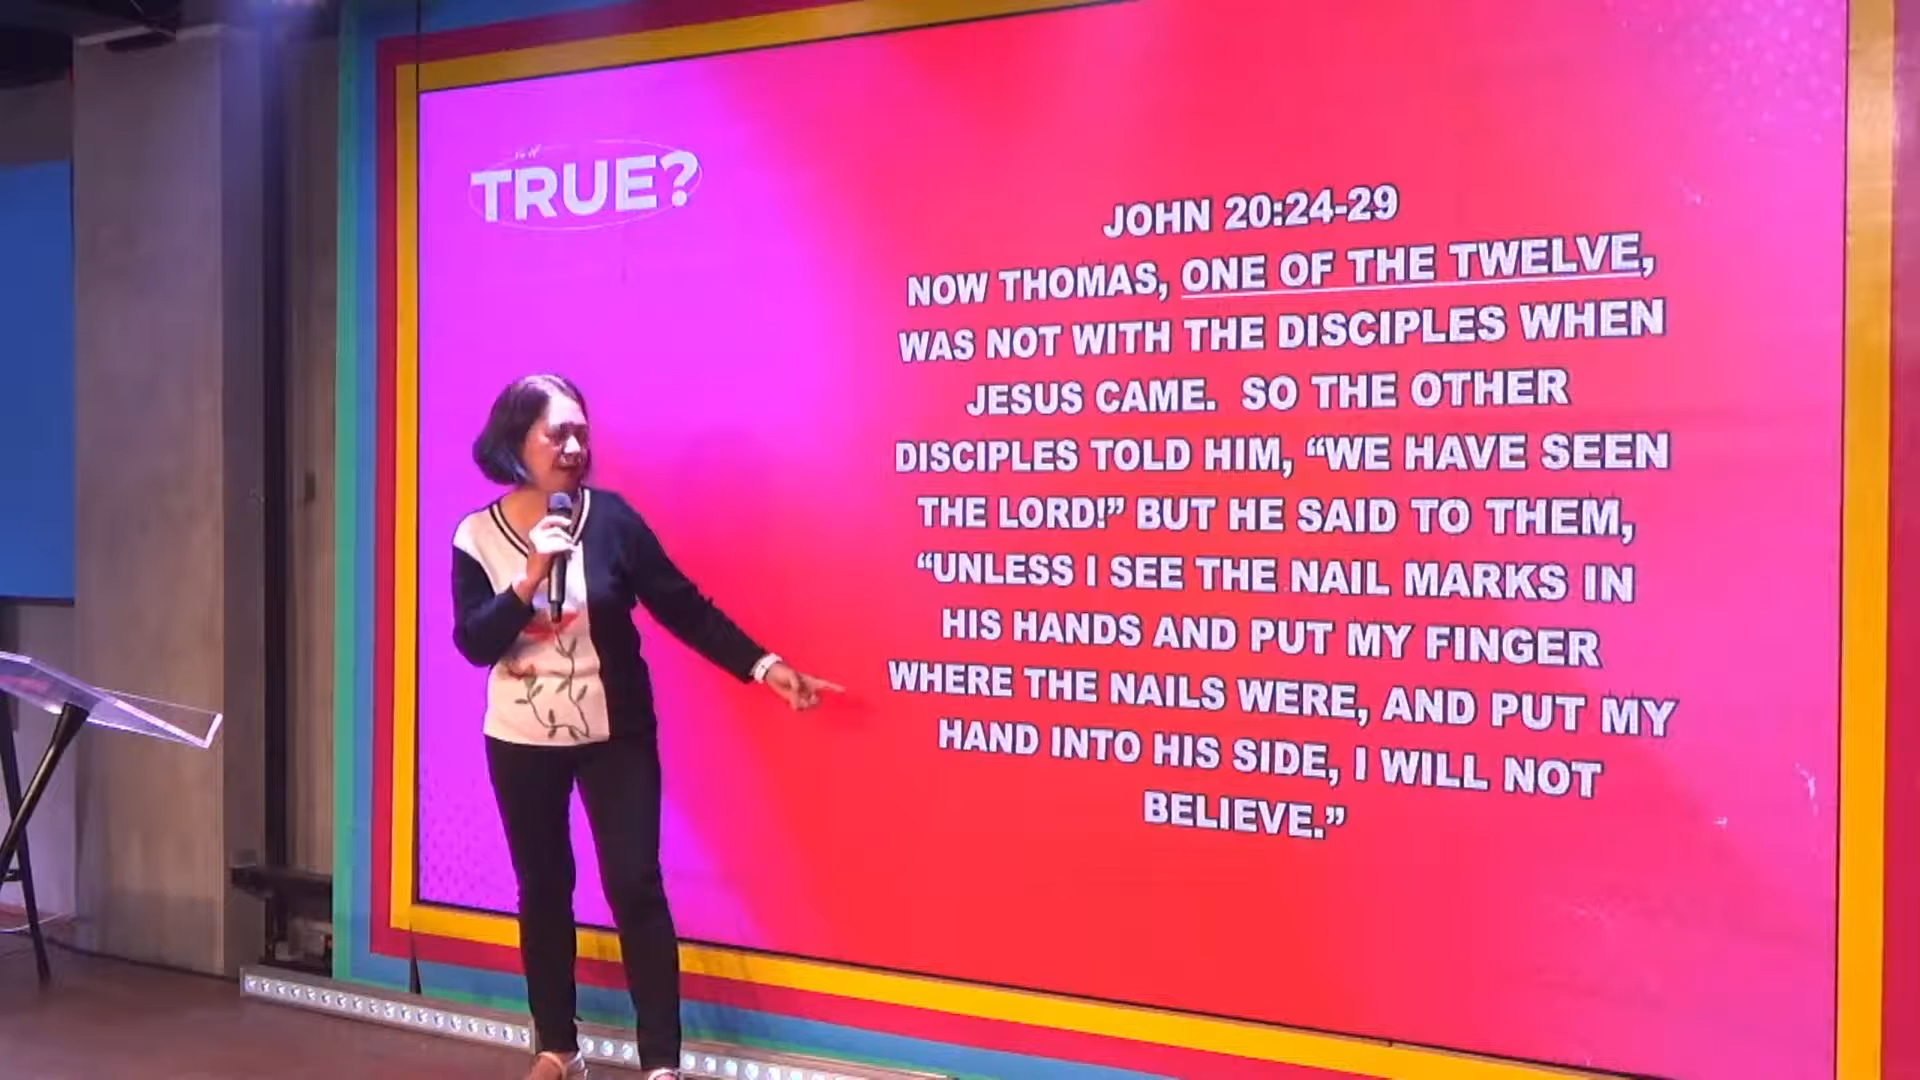 TRUE?
JOHN 20:24-29
NOW THOMAS, ONE OF THE TWELVE,
WAS NOT WITH THE DISCIPLES WHEN
JESUS CAME. SO THE OTHER
DISCIPLES TOLD HIM, “WE HAVE SEEN
THE LORD!” BUT HE SAID TO THEM,
“UNLESS I SEE THE NAIL MARKS IN
HIS HANDS AND PUT MY FINGER
WHERE THE NAILS WERE, AND PUT MY
HAND INTO HIS SIDE, I WILL NOT
BELIEVE.”